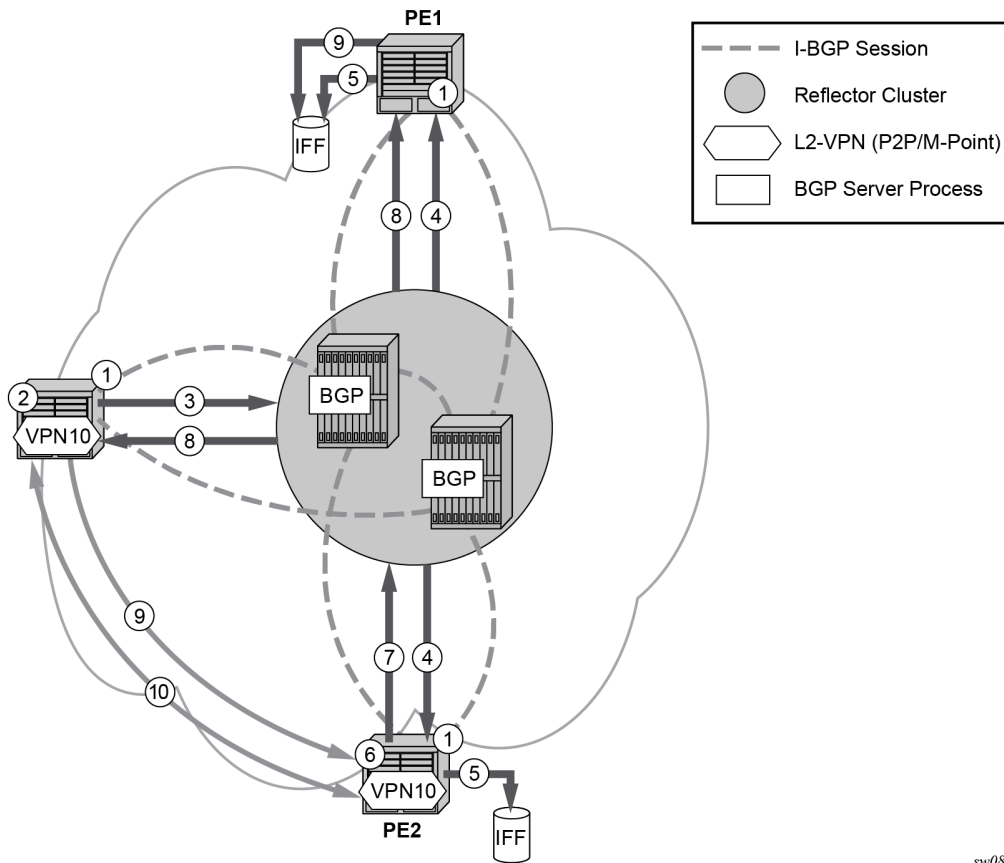 PE1
9
5
1
IFF
I-BGP Session
Reflector Cluster
L2-VPN (P2P/M-Point)
BGP Server Process
8
4
1
2
3
BGP
VPN10
8
BGP
9
7
4
10
6
1
VPN10
5
PE2
IFF